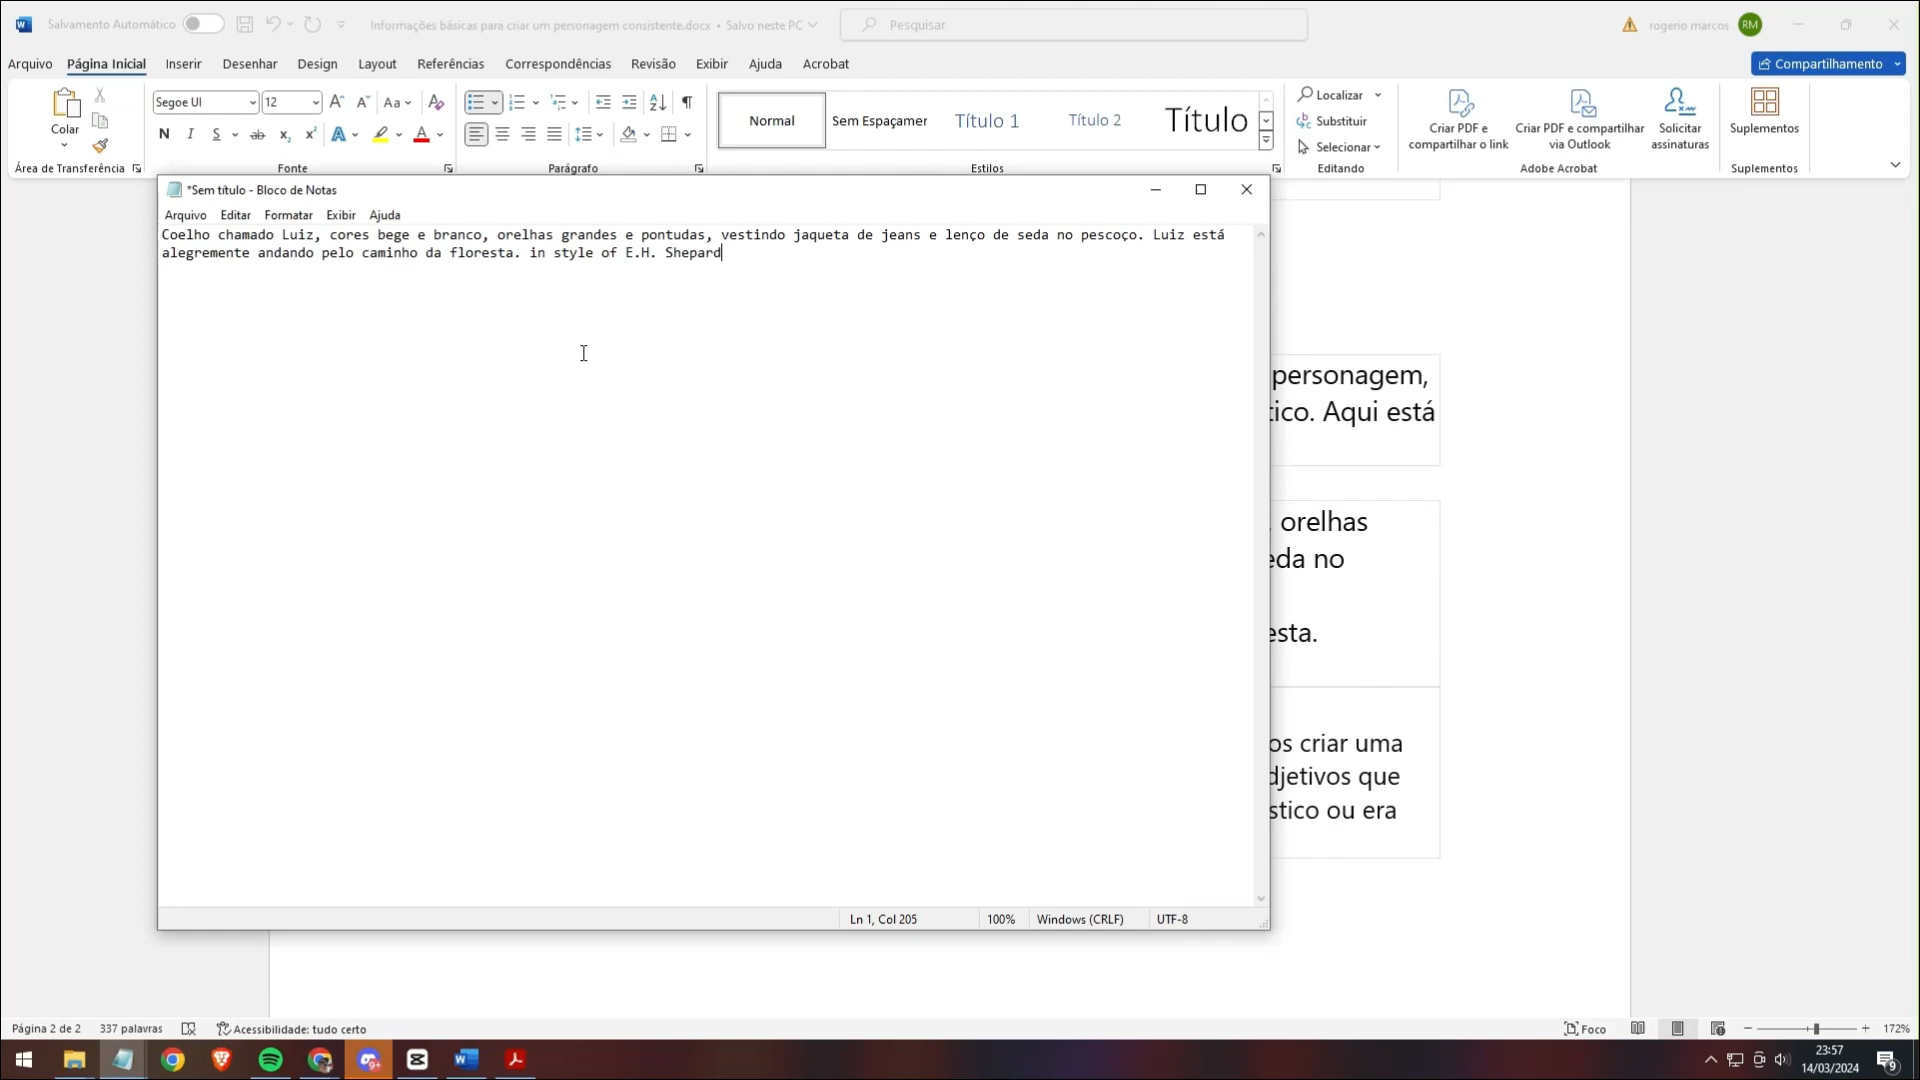 Salvamento Automático
Informações básicas para criar um personagem consistente.docx • Salvo neste PC
Pesquisar
rogerio marcos
RM
Arquivo
Página Inicial
Inserir
Desenhar
Design
Layout
Referências
Correspondências
Revisão
Exibir
Ajuda
Acrobat
Compartilhamento
Colar
Área de Transferência
Segoe UI
12
Aa
N I S ab x₂ x² A A
Fonte
Parágrafo
Normal
Sem Espaçamer
Título 1
Título 2
Título
Estilos
Localizar
Substituir
Selecionar
Editando
Criar PDF e
compartilhar o link
Criar PDF e compartilhar
via Outlook
Solicitar
assinaturas
Adobe Acrobat
Suplementos
Suplementos
*Sem título - Bloco de Notas
Arquivo Editar Formatar Exibir Ajuda
Coelho chamado Luiz, cores bege e branco, orelhas grandes e pontudas, vestindo jaqueta de jeans e lenço de seda no pescoço. Luiz está
alegremente andando pelo caminho da floresta. in style of E.H. Shepard
personagem,
tico. Aqui está
, orelhas
eda no
esta.
os criar uma
djetivos que
stico ou era
Ln 1, Col 205
100%
Windows (CRLF)
UTF-8
Página 2 de 2
337 palavras
Acessibilidade: tudo certo
Foco
172%
23:57
14/03/2024
9+
9